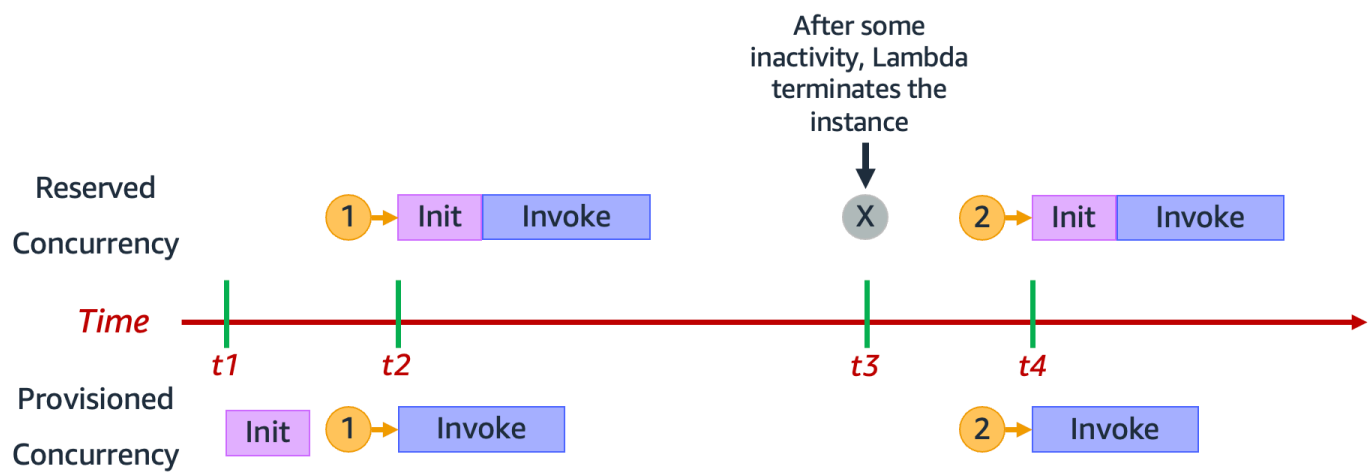 After some
inactivity, Lambda
terminates the
instance
Reserved
Concurrency
1
Init
Invoke
X
2
Init
Invoke
Time
t1
t2
t3
t4
Provisioned
Concurrency
Init
1
Invoke
2
Invoke